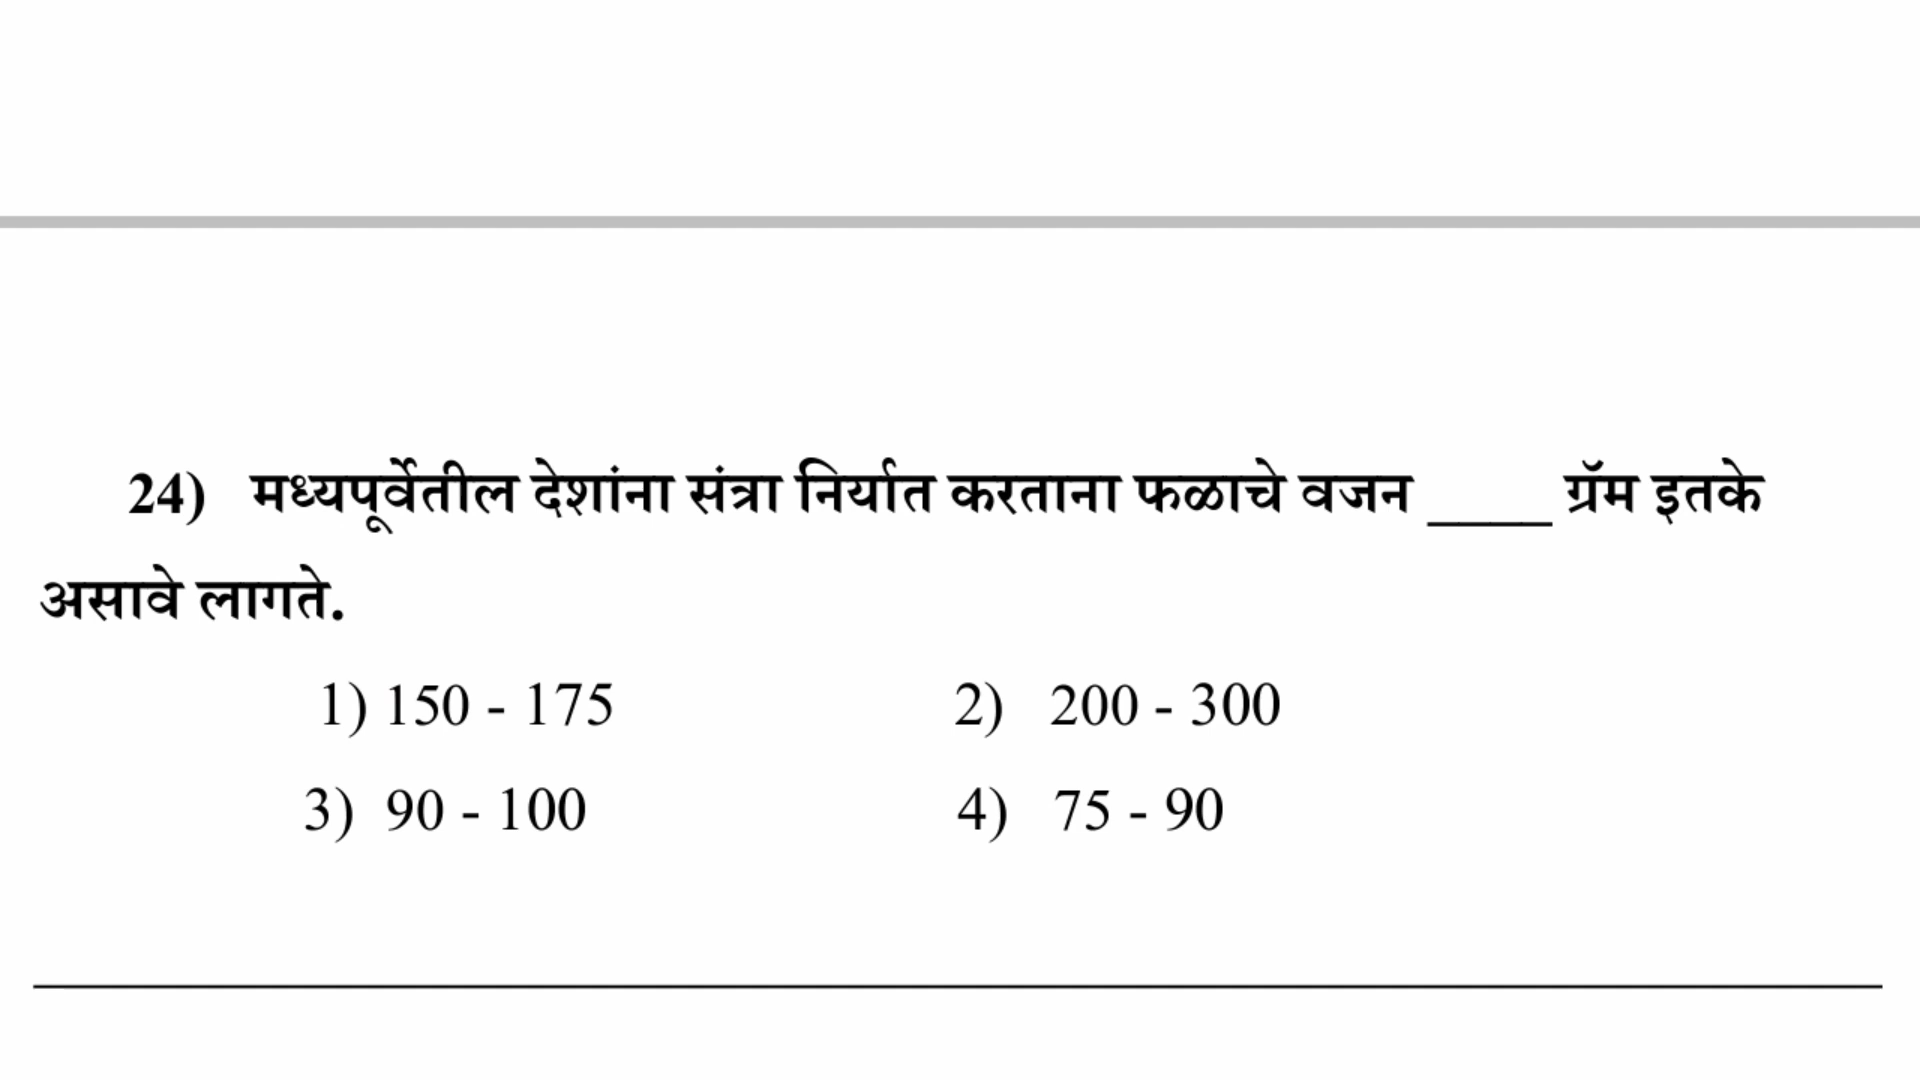 24) मध्यपूर्वेतील देशांना संत्रा निर्यात करताना फळाचे वजन ____ ग्रॅम इतके
असावे लागते.
1) 150 - 175 2) 200 - 300
3) 90 - 100 4) 75 - 90